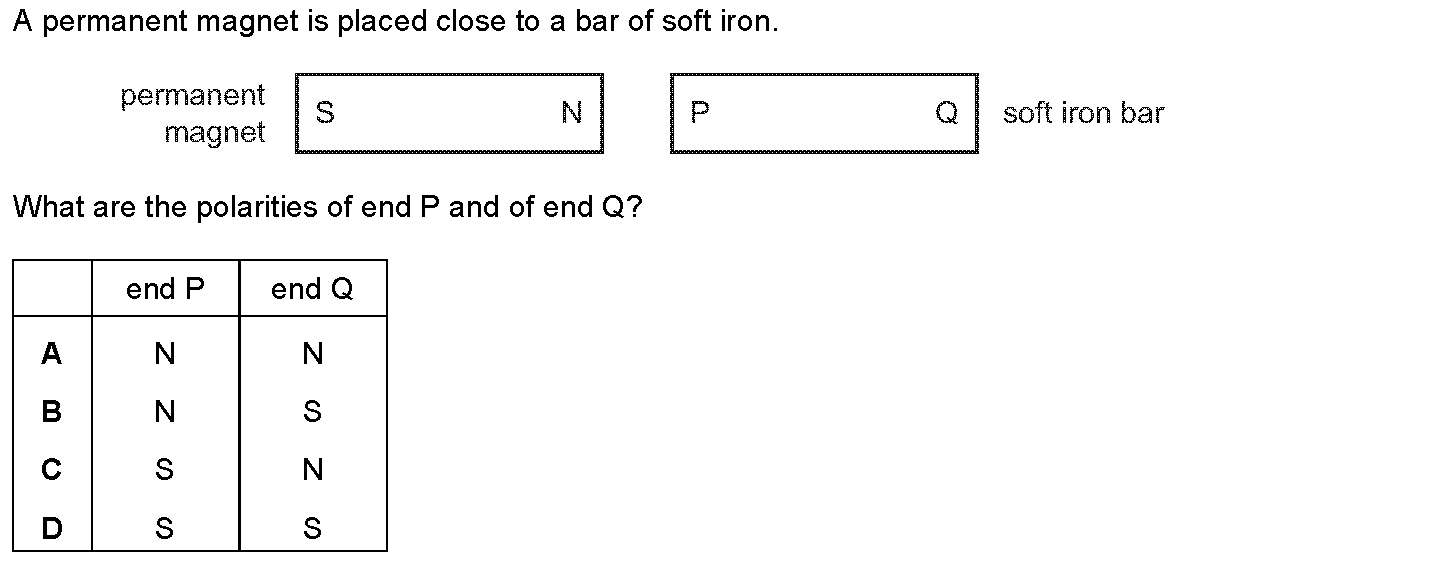 A permanent magnet is placed close to a bar of soft iron.
permanent
magnet
S N
P Q
soft iron bar
What are the polarities of end P and of end Q?
end P end Q
A N N
B N S
C S N
D S S